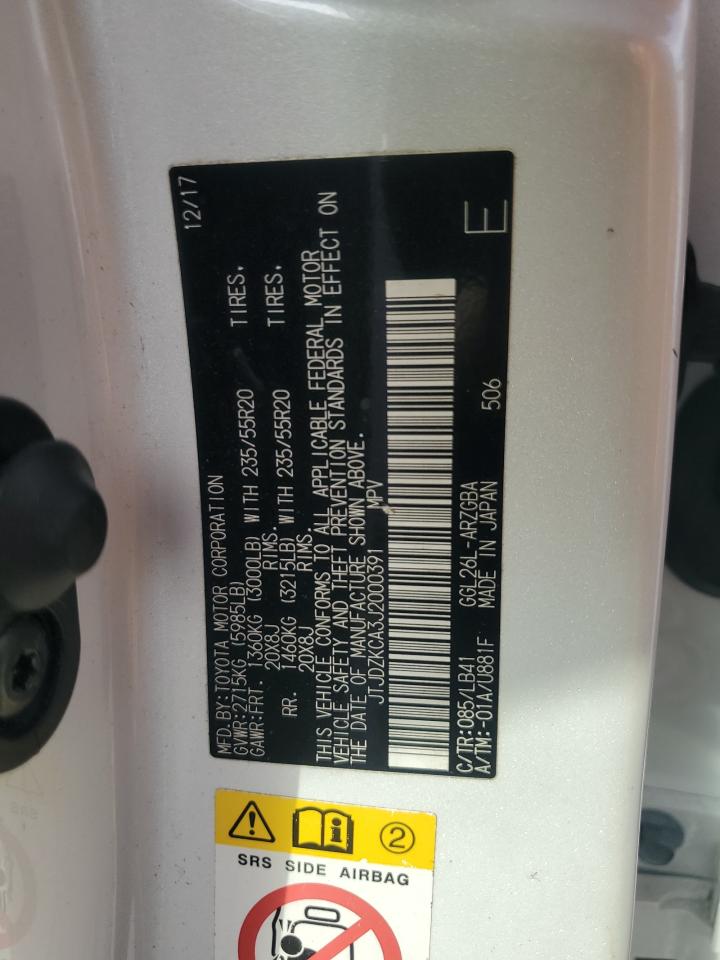 MFD. BY: TOYOTA MOTOR CORPORATION 12/17
GVWR: 2715KG (5985LB)
GAWR: FRT. 1360KG (3000LB) WITH 235/55R20 TIRES.
20X8J RIMS.
RR. 1460KG (3215LB) WITH 235/55R20 TIRES.
20X8J RIMS.
THIS VEHICLE CONFORMS TO ALL APPLICABLE FEDERAL MOTOR
VEHICLE SAFETY AND THEFT PREVENTION STANDARDS IN EFFECT ON
THE DATE OF MANUFACTURE SHOWN ABOVE.
JTJDZKCA3J2000391 MPV
C/TR: 085/LB41 GGL26L-ARZGBA
A/TM: -01A/U881F MADE IN JAPAN 506 E
2
SRS SIDE AIRBAG